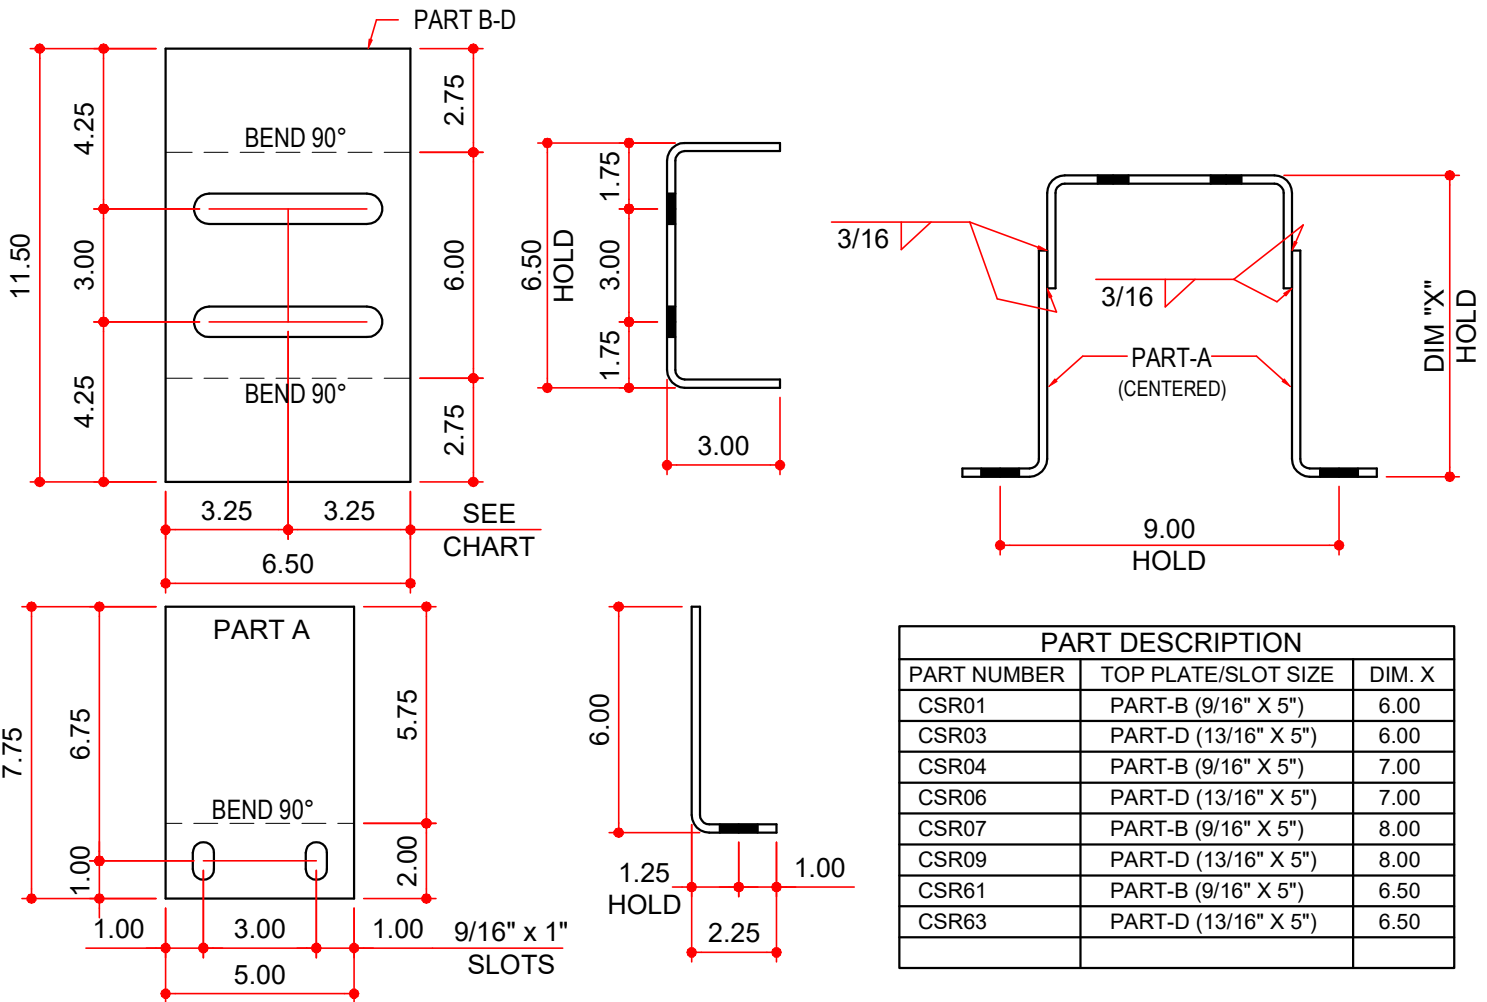 PART B-D
4.25
3.00
4.25
11.50
BEND 90°
BEND 90°
2.75
6.00
2.75
3.25
3.25
SEE
CHART
6.50
1.75
3.00
1.75
6.50
HOLD
3.00
3/16
3/16
PART-A
(CENTERED)
DIM "X"
HOLD
9.00
HOLD
PART A
7.75
6.75
1.00
BEND 90°
5.75
2.00
1.00
3.00
1.00
9/16" x 1"
SLOTS
5.00
6.00
1.25
HOLD
1.00
2.25
PART DESCRIPTION
PART NUMBER TOP PLATE/SLOT SIZE DIM. X
CSR01 PART-B (9/16" X 5") 6.00
CSR03 PART-D (13/16" X 5") 6.00
CSR04 PART-B (9/16" X 5") 7.00
CSR06 PART-D (13/16" X 5") 7.00
CSR07 PART-B (9/16" X 5") 8.00
CSR09 PART-D (13/16" X 5") 8.00
CSR61 PART-B (9/16" X 5") 6.50
CSR63 PART-D (13/16" X 5") 6.50